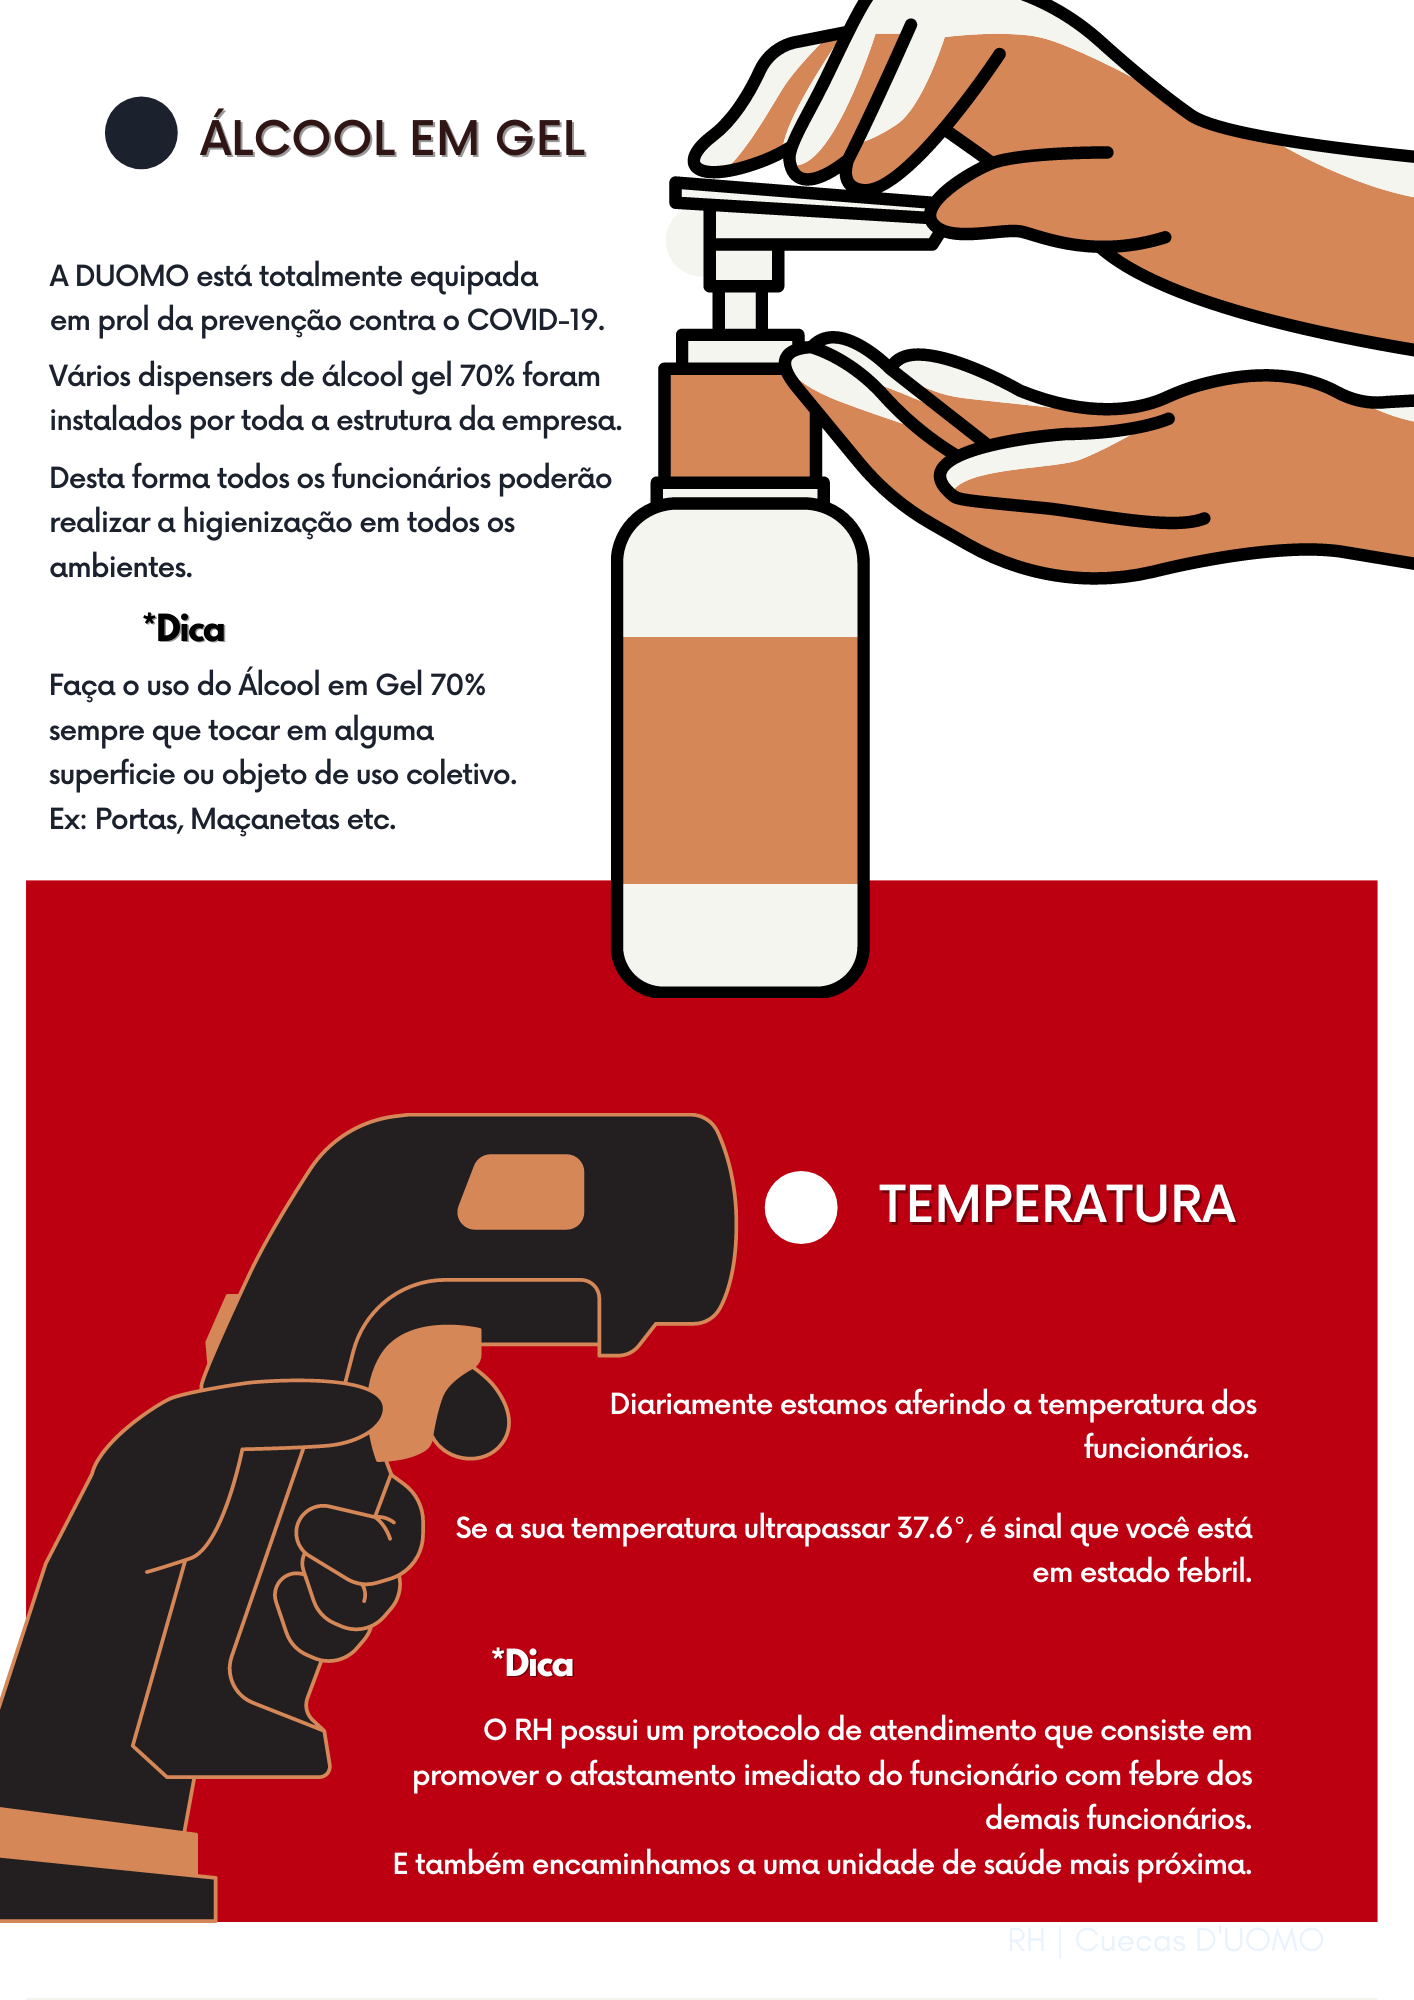 ÁLCOOL EM GEL
A DUOMO está totalmente equipada
em prol da prevenção contra o COVID-19.
Vários dispensers de álcool gel 70% foram
instalados por toda a estrutura da empresa.
Desta forma todos os funcionários poderão
realizar a higienização em todos os
ambientes.
*Dica
Faça o uso do Álcool em Gel 70%
sempre que tocar em alguma
superficie ou objeto de uso coletivo.
Ex: Portas, Maçanetas etc.
TEMPERATURA
Diariamente estamos aferindo a temperatura dos
funcionários.
Se a sua temperatura ultrapassar 37.6°, é sinal que você está
em estado febril.
*Dica
O RH possui um protocolo de atendimento que consiste em
promover o afastamento imediato do funcionário com febre dos
demais funcionários.
E também encaminhamos a uma unidade de saúde mais próxima.
RH | Cuecas D'UOMO